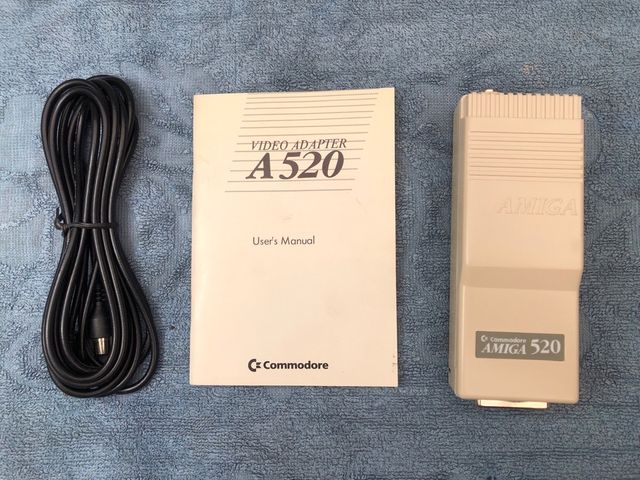 VIDEO ADAPTER
A520
User's Manual
Commodore
AMIGA
Commodore
AMIGA 520